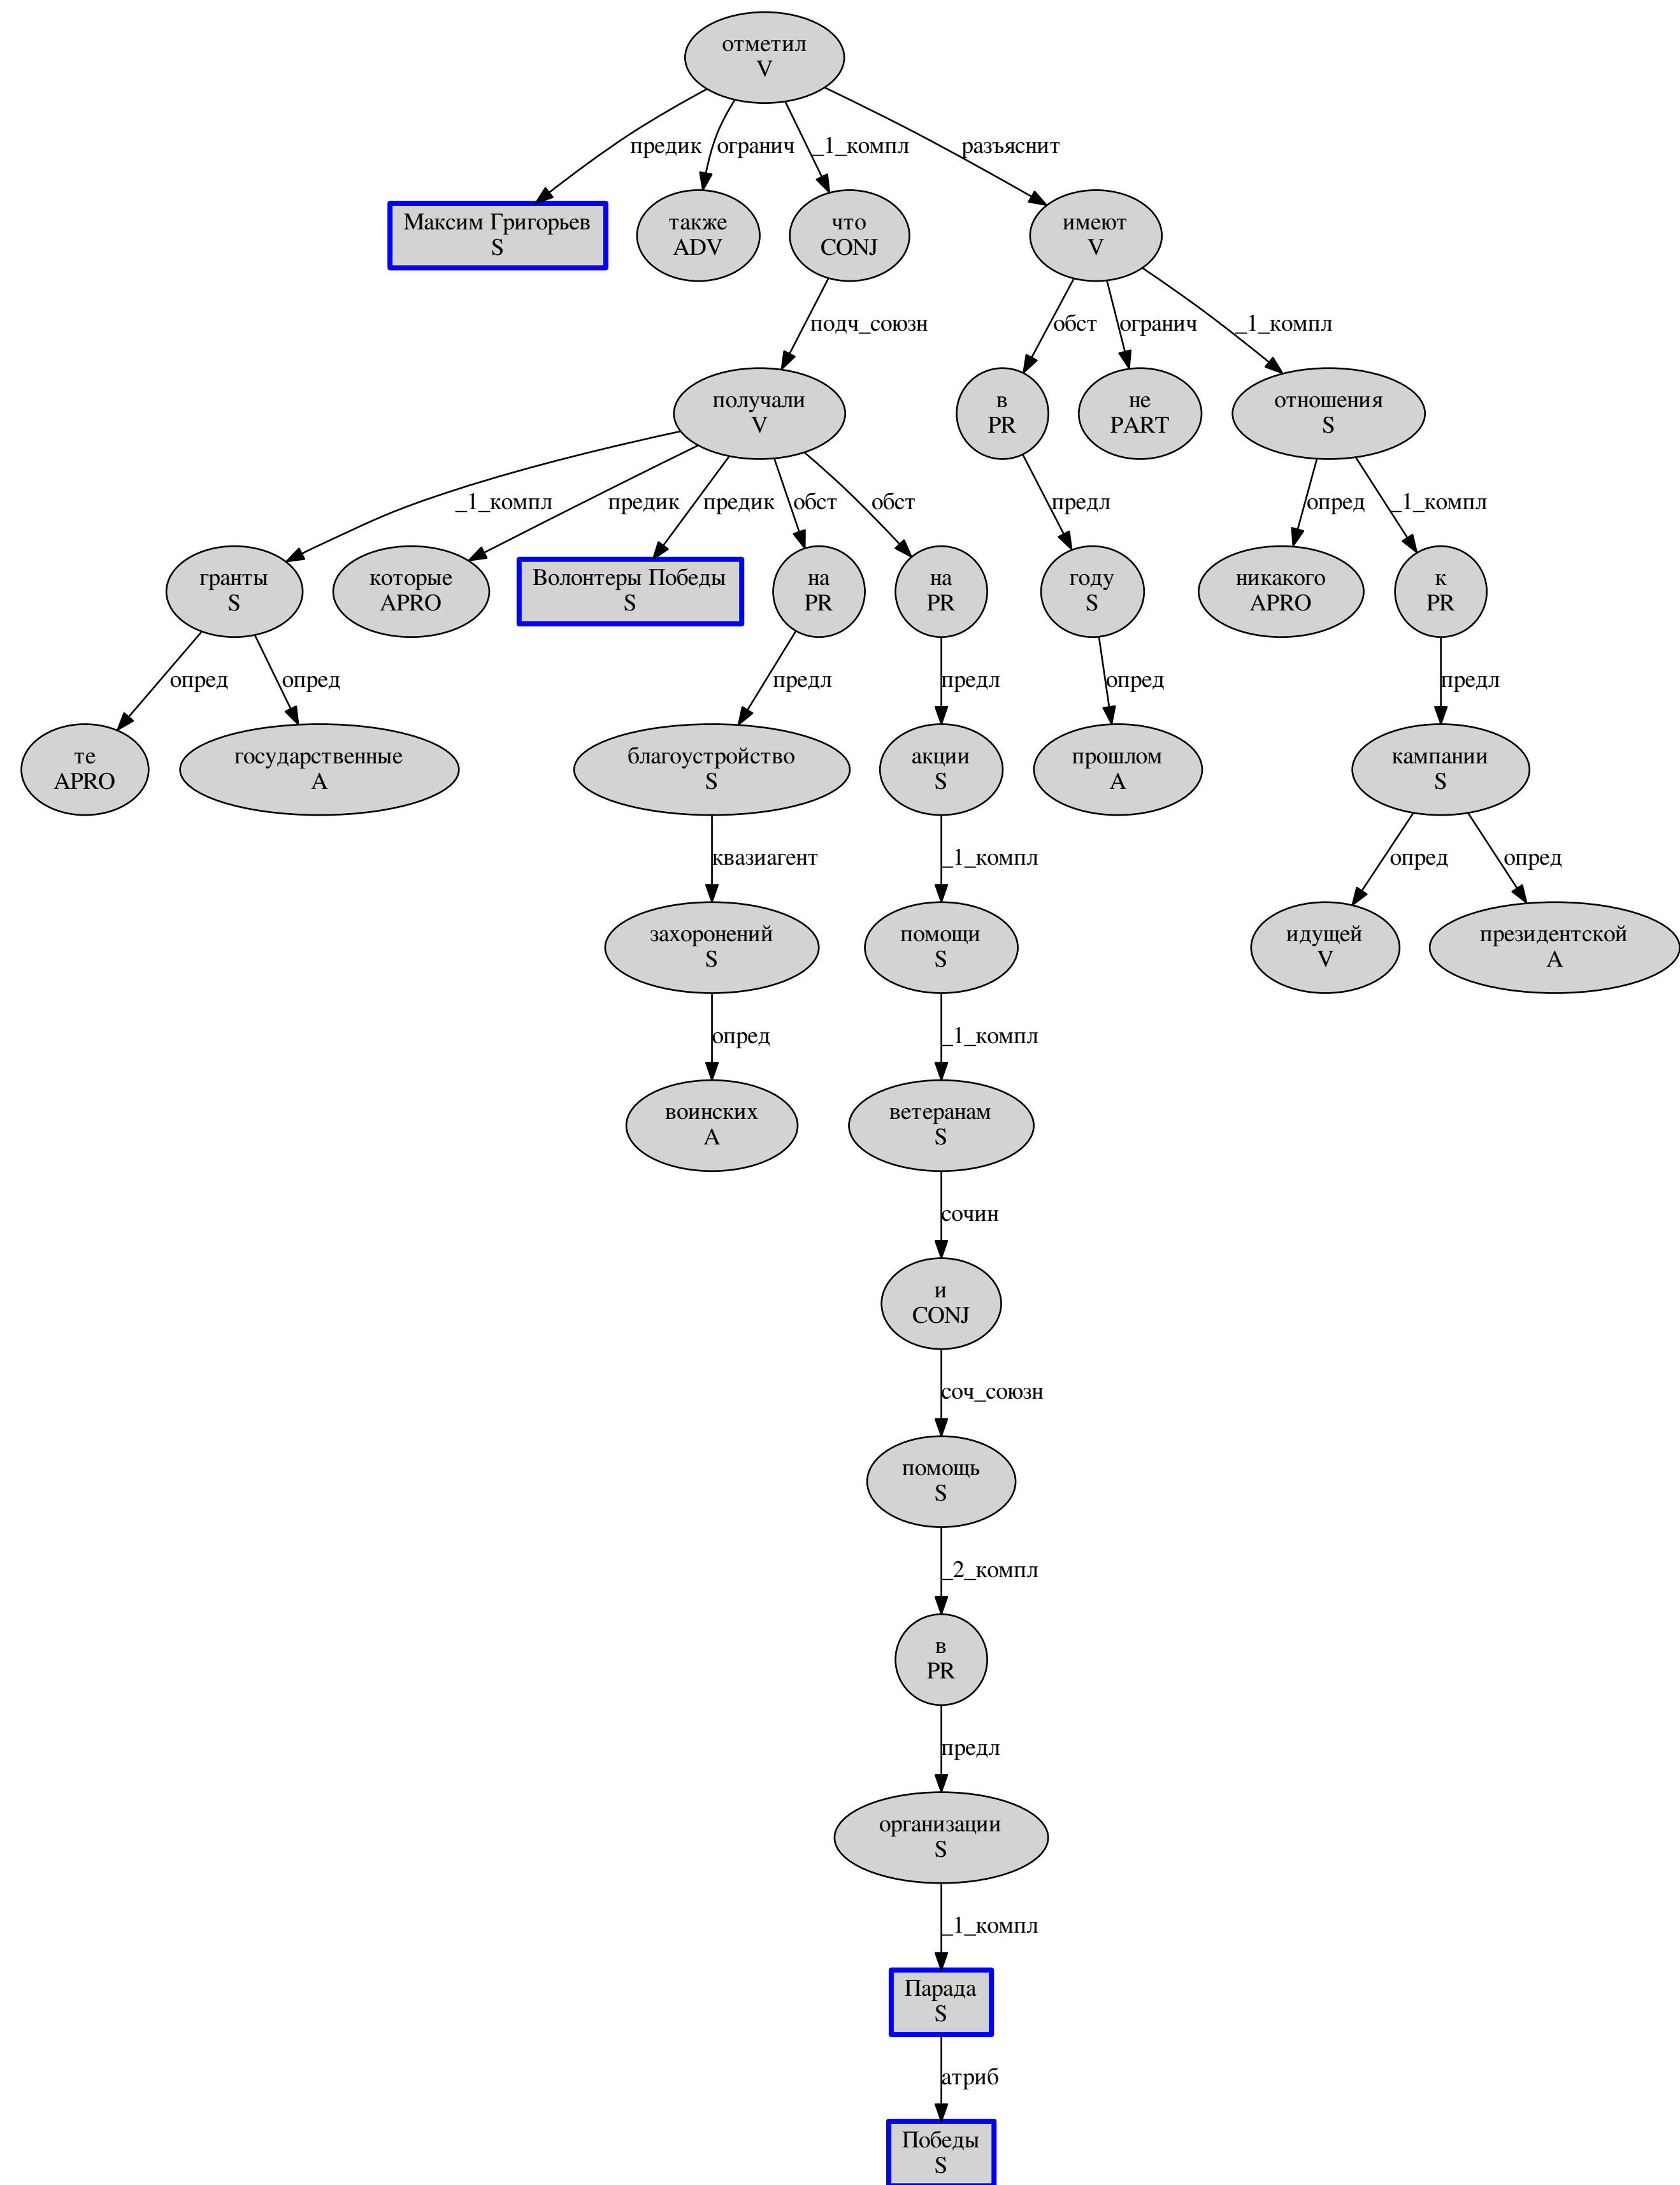 отметил
V
предик
огранич
_1_компл
разъяснит
Максим Григорьев
S
также
ADV
что
CONJ
имеют
V
подч_союзн
обст
огранич
_1_компл
получали
V
в
PR
не
PART
отношения
S
_1_компл
предик
предик
обст
обст
предл
опред
_1_компл
гранты
S
которые
APRO
Волонтеры Победы
S
на
PR
на
PR
году
S
никакого
APRO
к
PR
опред
опред
предл
предл
опред
предл
те
APRO
государственные
A
благоустройство
S
акции
S
прошлом
A
кампании
S
квазиагент
_1_компл
опред
опред
захоронений
S
помощи
S
идущей
V
президентской
A
опред
_1_компл
воинских
A
ветеранам
S
сочин
и
CONJ
соч_союзн
помощь
S
_2_компл
в
PR
предл
организации
S
_1_компл
Парада
S
атриб
Победы
S